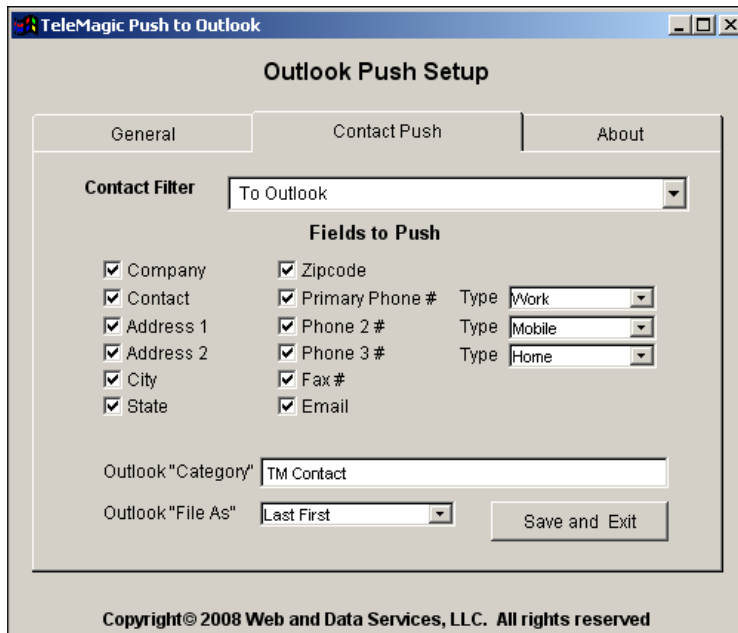 TeleMagic Push to Outlook
Outlook Push Setup
General Contact Push About
Contact Filter To Outlook
Fields to Push
Company Zipcode
Contact Primary Phone # Type Work
Address 1 Phone 2 # Type Mobile
Address 2 Phone 3 # Type Home
City Fax #
State Email
Outlook "Category" TM Contact
Outlook "File As" Last First Save and Exit
Copyright© 2008 Web and Data Services, LLC. All rights reserved